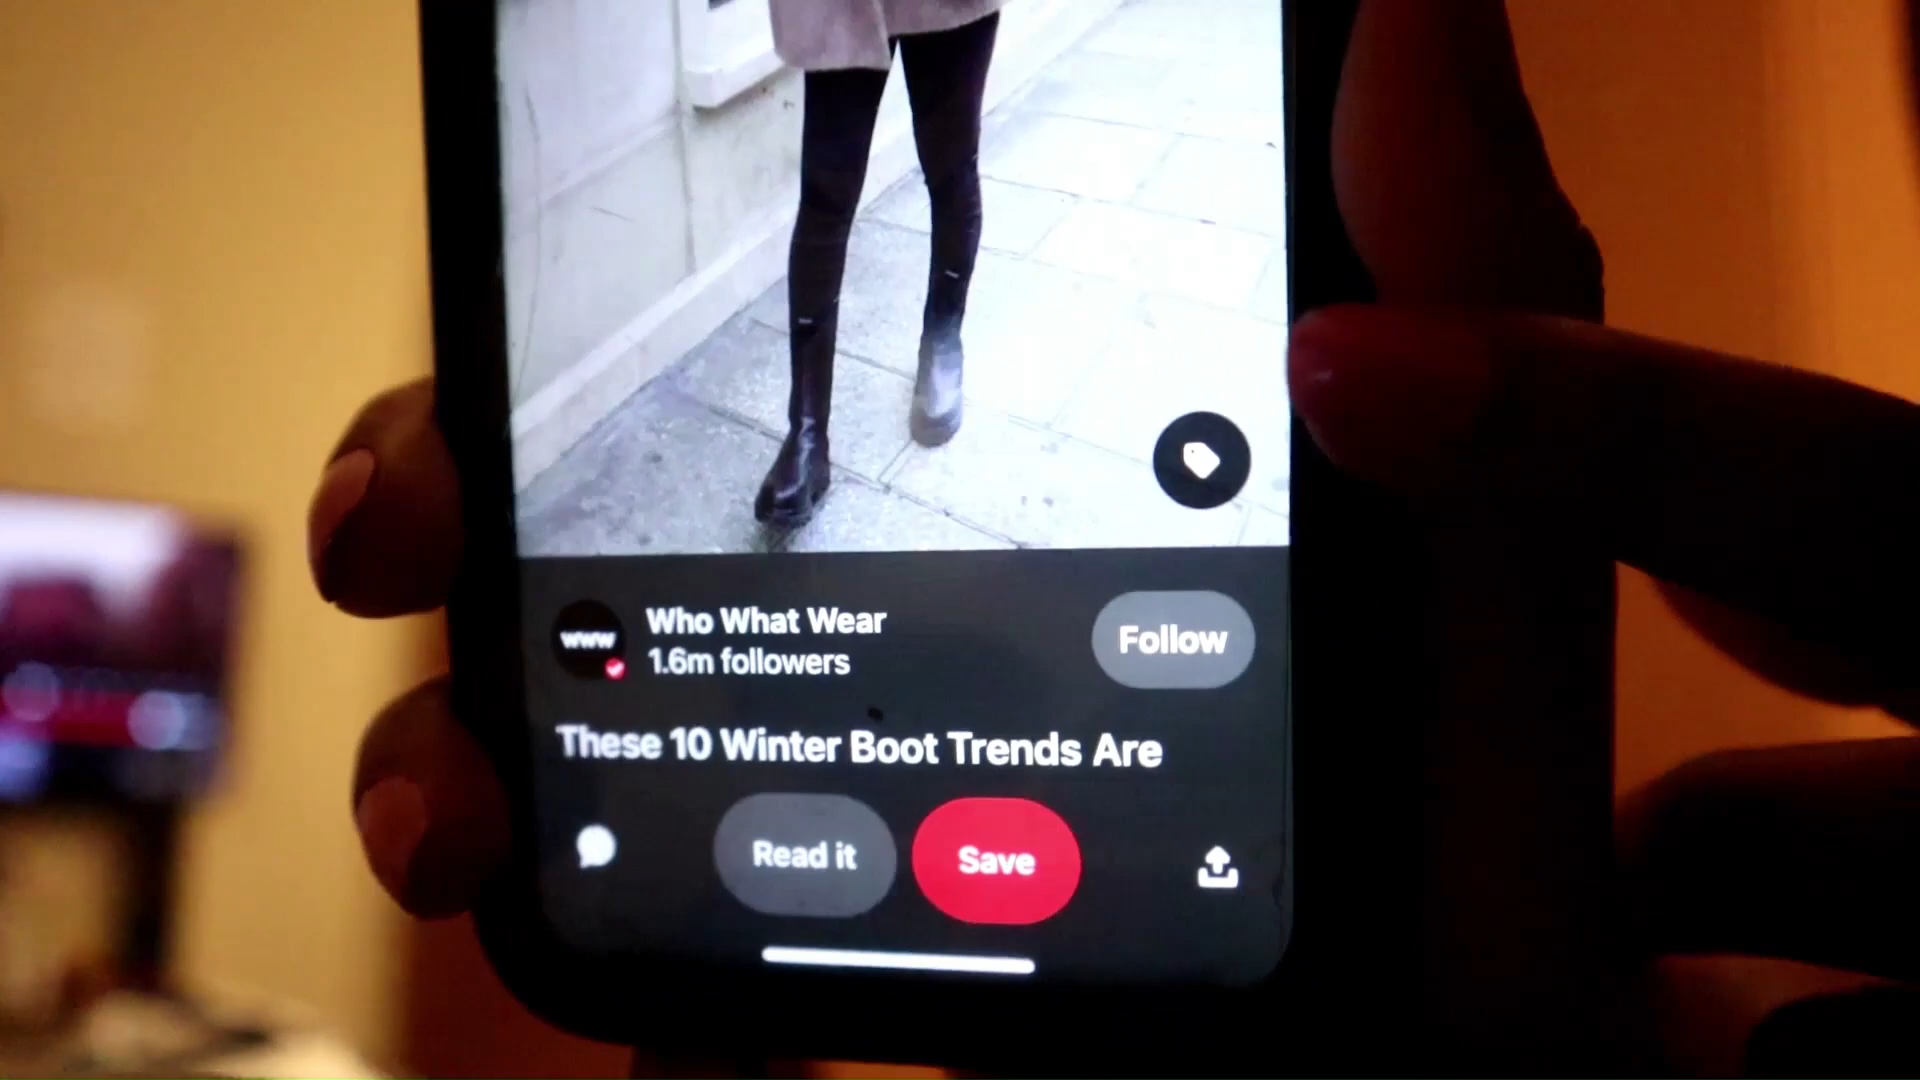 www
Who What Wear
1.6m followers
Follow
These 10 Winter Boot Trends Are
Read it
Save